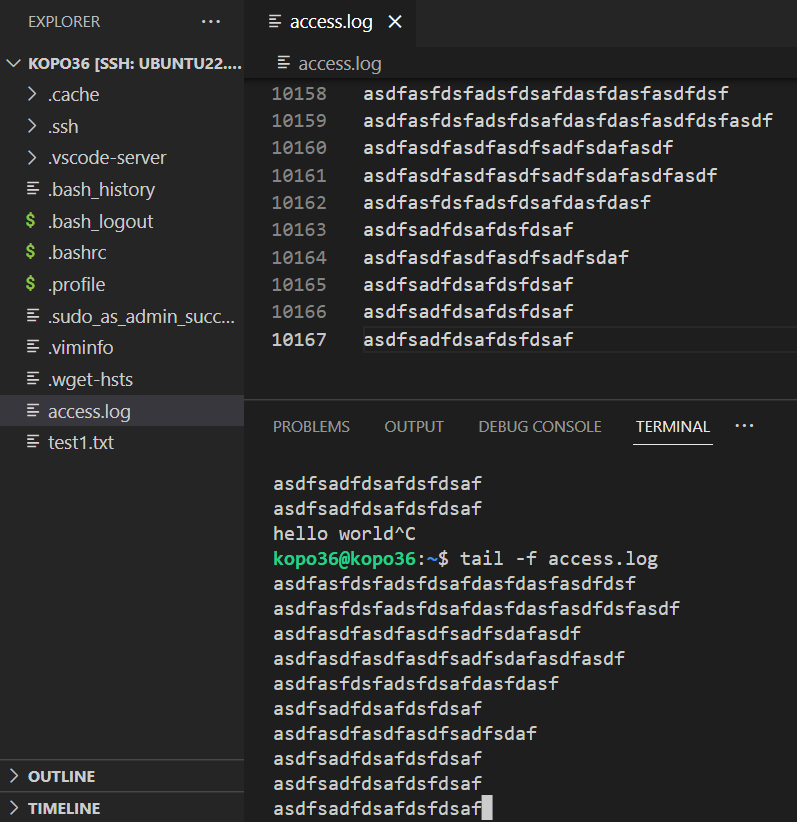 EXPLORER ···
KOPO36 [SSH: UBUNTU22....
.cache
.ssh
.vscode-server
.bash_history
$ .bash_logout
$ .bashrc
$ .profile
.sudo_as_admin_succ...
.viminfo
.wget-hsts
access.log
test1.txt
OUTLINE
TIMELINE
access.log ×
access.log
10158 asdfasfdsfadsfdsafdasfdasfasdfdsf
10159 asdfasfdsfadsfdsafdasfdasfasdfdsfasdf
10160 asdfasdfasdfasdfsadfsdafasdf
10161 asdfasdfasdfasdfsadfsdafasdfasdf
10162 asdfasfdsfadsfdsafdasfdasf
10163 asdfsadfdsafdsfdsaf
10164 asdfasdfasdfasdfsadfsdaf
10165 asdfsadfdsafdsfdsaf
10166 asdfsadfdsafdsfdsaf
10167 asdfsadfdsafdsfdsaf
PROBLEMS OUTPUT DEBUG CONSOLE TERMINAL ···
asdfsadfdsafdsfdsaf
asdfsadfdsafdsfdsaf
hello world^C
kopo36@kopo36:~$ tail -f access.log
asdfasfdsfadsfdsafdasfdasfasdfdsf
asdfasfdsfadsfdsafdasfdasfasdfdsfasdf
asdfasdfasdfasdfsadfsdafasdf
asdfasdfasdfasdfsadfsdafasdfasdf
asdfasfdsfadsfdsafdasfdasf
asdfsadfdsafdsfdsaf
asdfasdfasdfasdfsadfsdaf
asdfsadfdsafdsfdsaf
asdfsadfdsafdsfdsaf
asdfsadfdsafdsfdsaf